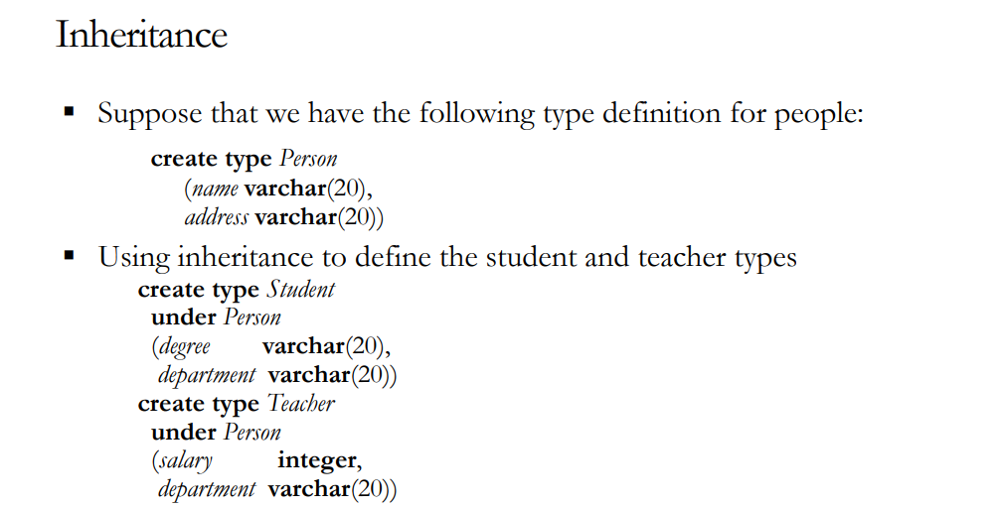 Inheritance
▪ Suppose that we have the following type definition for people:
create type Person
(name varchar(20),
address varchar(20))
▪ Using inheritance to define the student and teacher types
create type Student
under Person
(degree varchar(20),
department varchar(20))
create type Teacher
under Person
(salary integer,
department varchar(20))